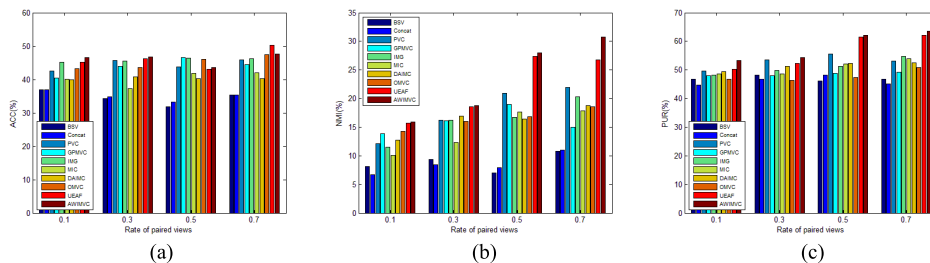 60
50
40
30
20
10
0
ACC(%)
BSV
Concat
PVC
GPMVC
IMG
MIC
DAIMC
OMVC
UEAF
AWIMVC
0.1 0.3 0.5 0.7
Rate of paired views
(a)
35
30
25
20
15
10
5
0
NMI(%)
BSV
Concat
PVC
GPMVC
IMG
MIC
DAIMC
OMVC
UEAF
AWIMVC
0.1 0.3 0.5 0.7
Rate of paired views
(b)
70
60
50
40
30
20
10
0
PUR(%)
BSV
Concat
PVC
GPMVC
IMG
MIC
DAIMC
OMVC
UEAF
AWIMVC
0.1 0.3 0.5 0.7
Rate of paired views
(c)